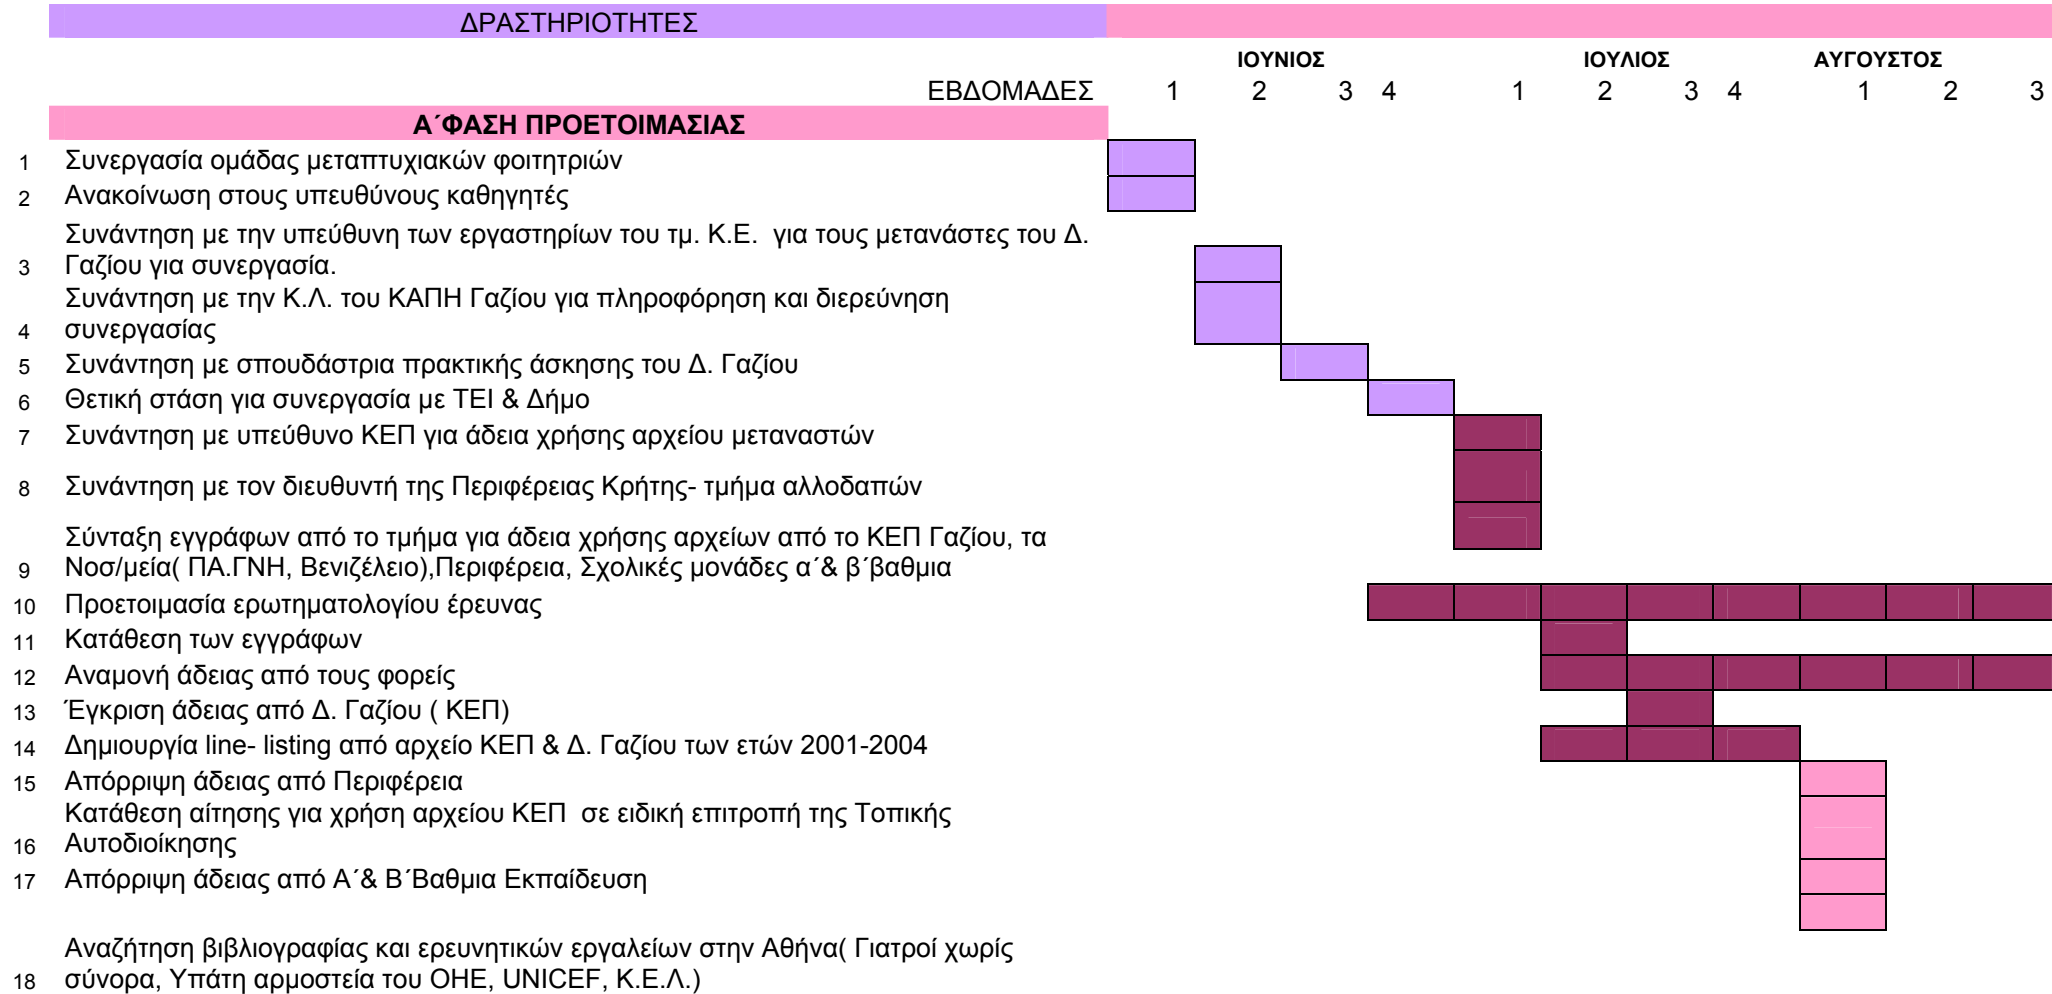 ΔΡΑΣΤΗΡΙΟΤΗΤΕΣ
ΙΟΥΝΙΟΣ ΙΟΥΛΙΟΣ ΑΥΓΟΥΣΤΟΣ
ΕΒΔΟΜΑΔΕΣ 1 2 3 4 1 2 3 4 1 2 3
Α΄ΦΑΣΗ ΠΡΟΕΤΟΙΜΑΣΙΑΣ
1 Συνεργασία ομάδας μεταπτυχιακών φοιτητριών
2 Ανακοίνωση στους υπευθύνους καθηγητές
Συνάντηση με την υπεύθυνη των εργαστηρίων του τμ. Κ.Ε. για τους μετανάστες του Δ.
3 Γαζίου για συνεργασία.
Συνάντηση με την Κ.Λ. του ΚΑΠΗ Γαζίου για πληροφόρηση και διερεύνηση
4 συνεργασίας
5 Συνάντηση με σπουδάστρια πρακτικής άσκησης του Δ. Γαζίου
6 Θετική στάση για συνεργασία με ΤΕΙ & Δήμο
7 Συνάντηση με υπεύθυνο ΚΕΠ για άδεια χρήσης αρχείου μεταναστών
8 Συνάντηση με τον διευθυντή της Περιφέρειας Κρήτης- τμήμα αλλοδαπών
Σύνταξη εγγράφων από το τμήμα για άδεια χρήσης αρχείων από το ΚΕΠ Γαζίου, τα
9 Νοσ/μεία( ΠΑ.ΓΝΗ, Βενιζέλειο),Περιφέρεια, Σχολικές μονάδες α΄& β΄βαθμια
10 Προετοιμασία ερωτηματολογίου έρευνας
11 Κατάθεση των εγγράφων
12 Αναμονή άδειας από τους φορείς
13 Έγκριση άδειας από Δ. Γαζίου ( ΚΕΠ)
14 Δημιουργία line- listing από αρχείο ΚΕΠ & Δ. Γαζίου των ετών 2001-2004
15 Απόρριψη άδειας από Περιφέρεια
Κατάθεση αίτησης για χρήση αρχείου ΚΕΠ σε ειδική επιτροπή της Τοπικής
16 Αυτοδιοίκησης
17 Απόρριψη άδειας από Α΄& Β΄Βαθμια Εκπαίδευση
Αναζήτηση βιβλιογραφίας και ερευνητικών εργαλείων στην Αθήνα( Γιατροί χωρίς
18 σύνορα, Υπάτη αρμοστεία του ΟΗΕ, UNICEF, Κ.Ε.Λ.)